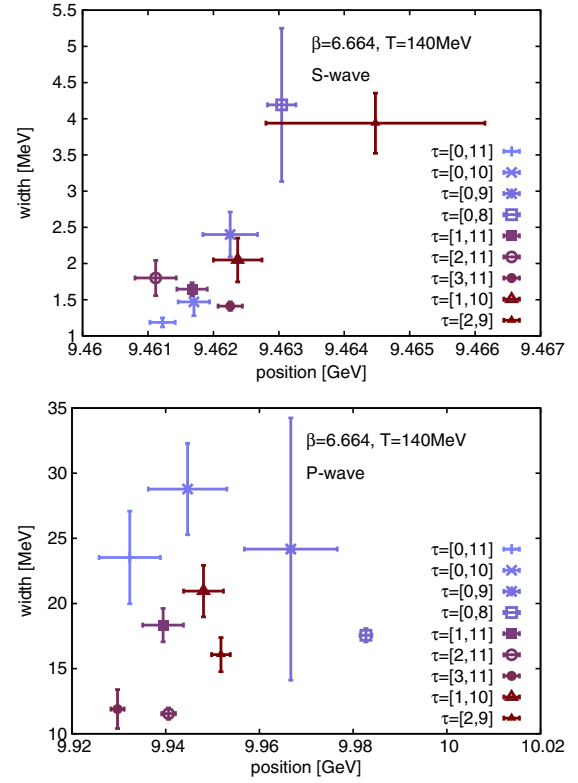 5.5
5
4.5
4
3.5
3
2.5
2
1.5
1
width [MeV]
β=6.664, T=140MeV
S-wave
τ=[0,11]
τ=[0,10]
τ=[0,9]
τ=[0,8]
τ=[1,11]
τ=[2,11]
τ=[3,11]
τ=[1,10]
τ=[2,9]
9.46 9.461 9.462 9.463 9.464 9.465 9.466 9.467
position [GeV]
35
30
25
20
15
10
width [MeV]
β=6.664, T=140MeV
P-wave
τ=[0,11]
τ=[0,10]
τ=[0,9]
τ=[0,8]
τ=[1,11]
τ=[2,11]
τ=[3,11]
τ=[1,10]
τ=[2,9]
9.92 9.94 9.96 9.98 10 10.02
position [GeV]